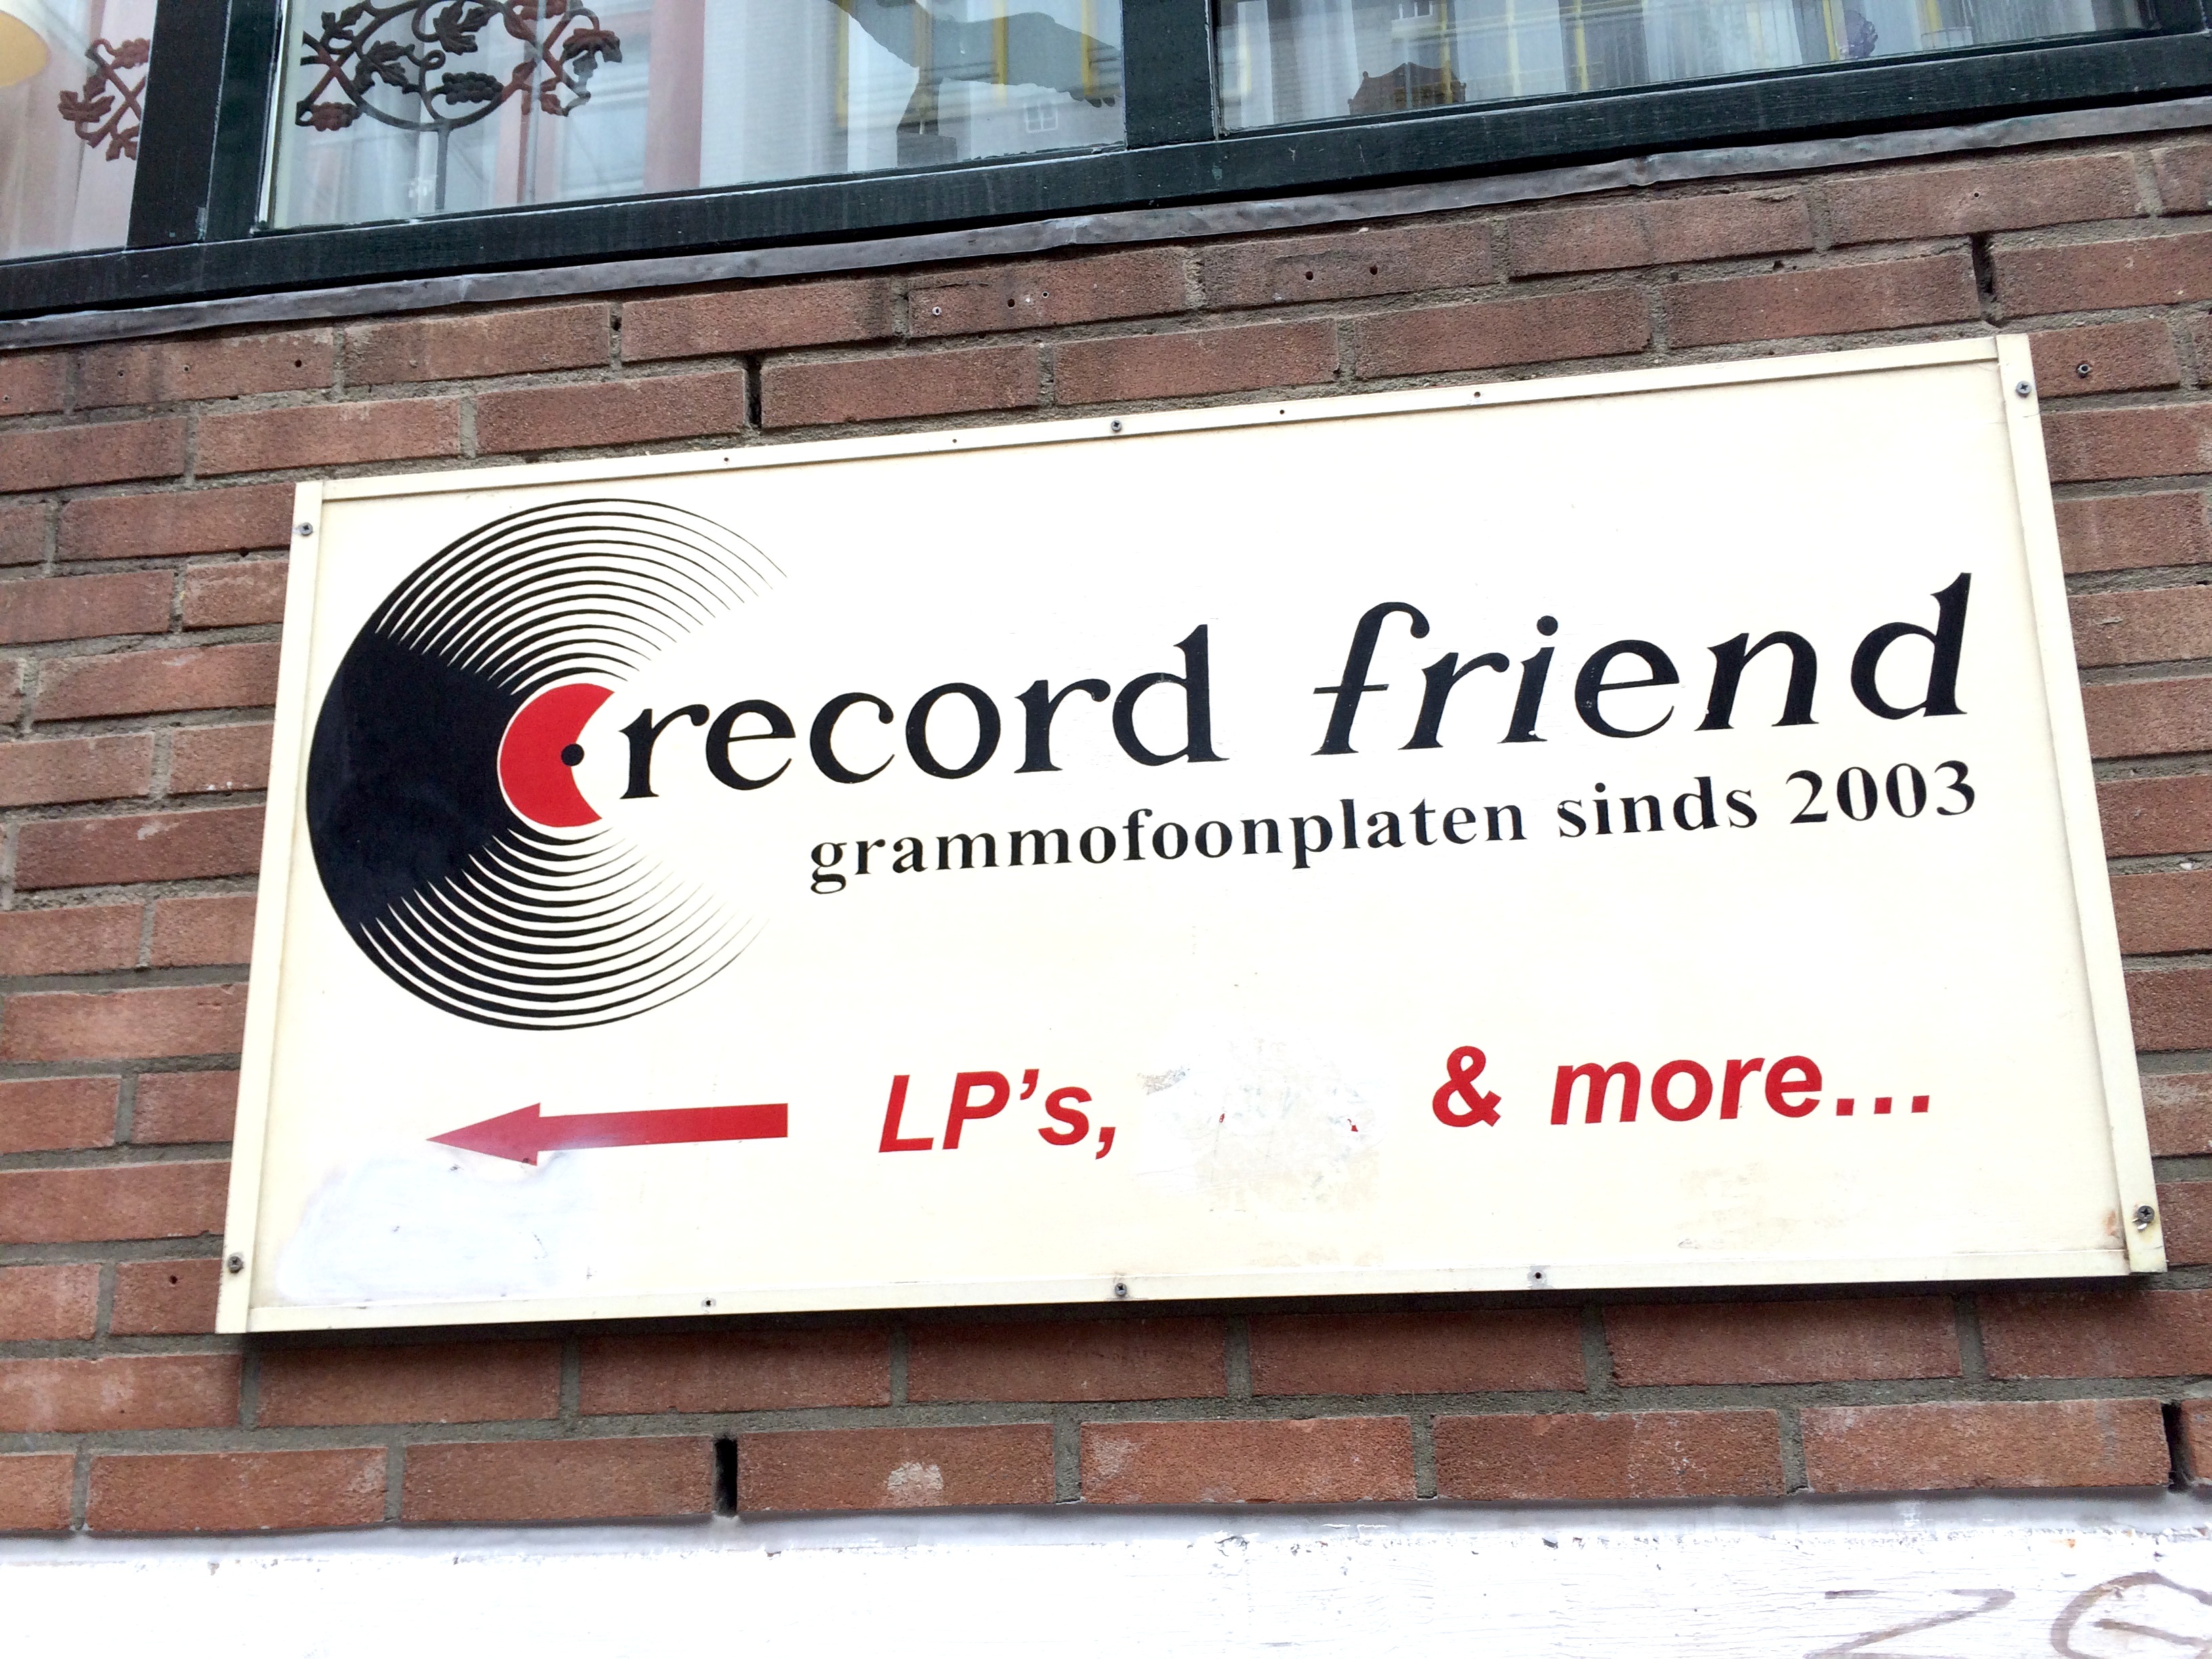 record friend
grammofoonplaten sinds 2003
LP's, & more...